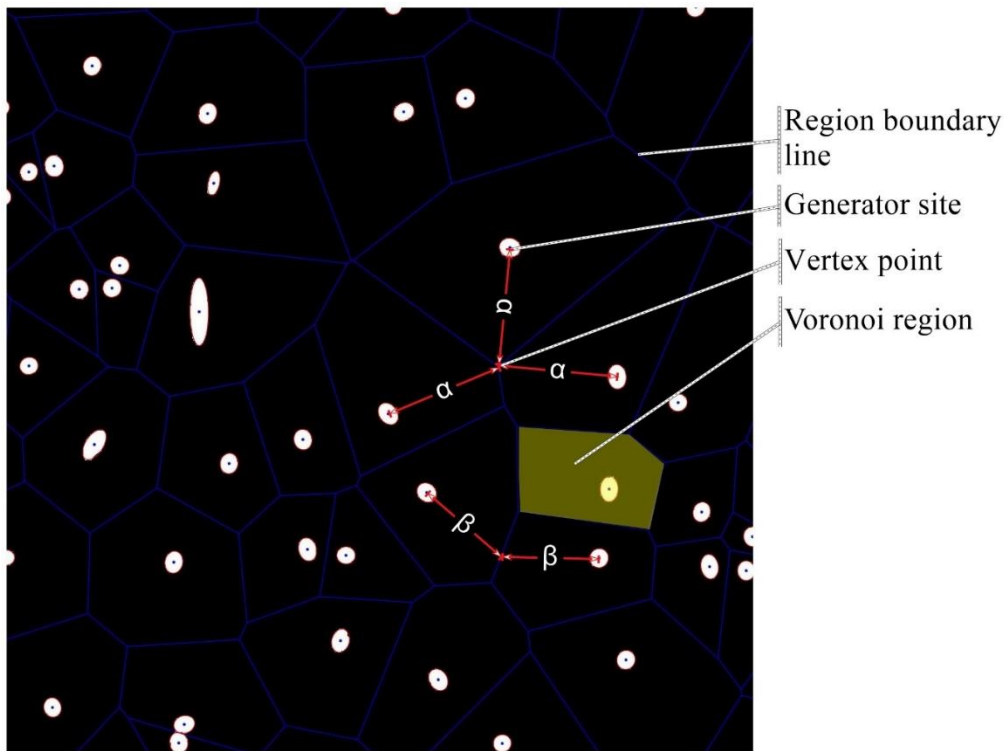 Region boundary
line
Generator site
Vertex point
Voronoi region
α
α
α
β
β